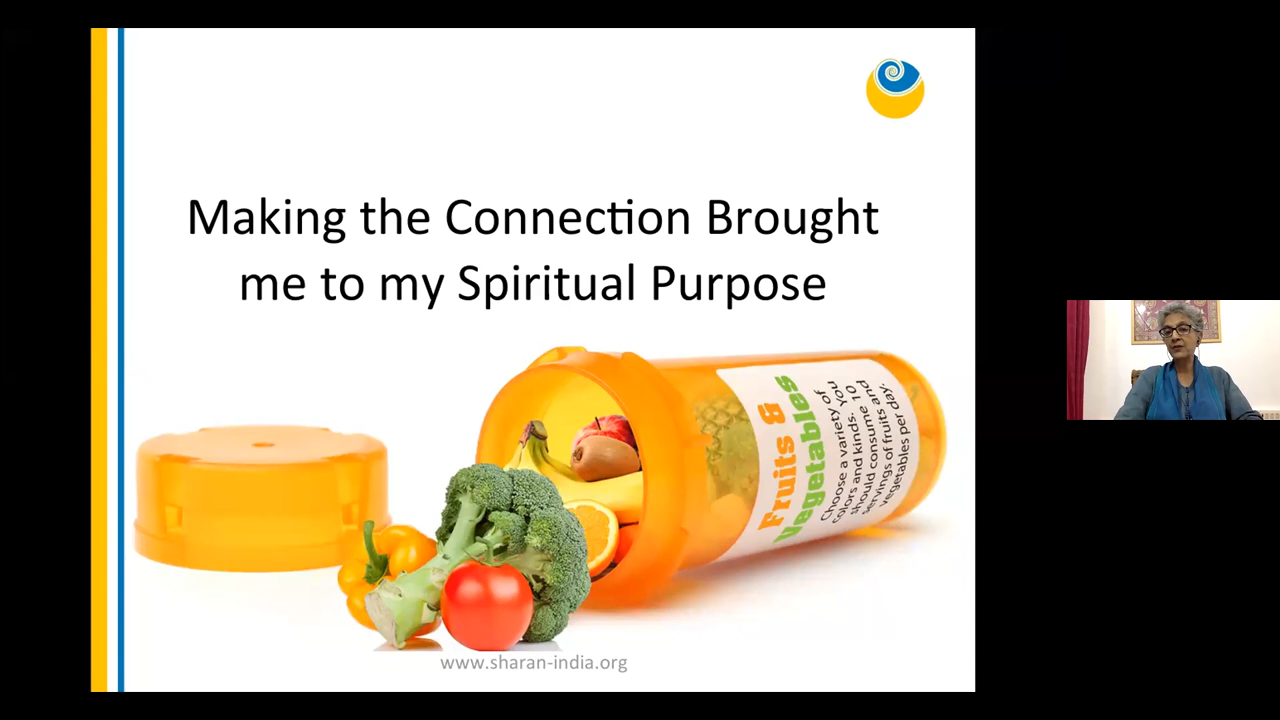 Making the Connection Brought
me to my Spiritual Purpose
Fruits &
Vegetables
Choose a variety of
colors and kinds. 10
should consume and
servings of fruits and
vegetables per day.
www.sharan-india.org